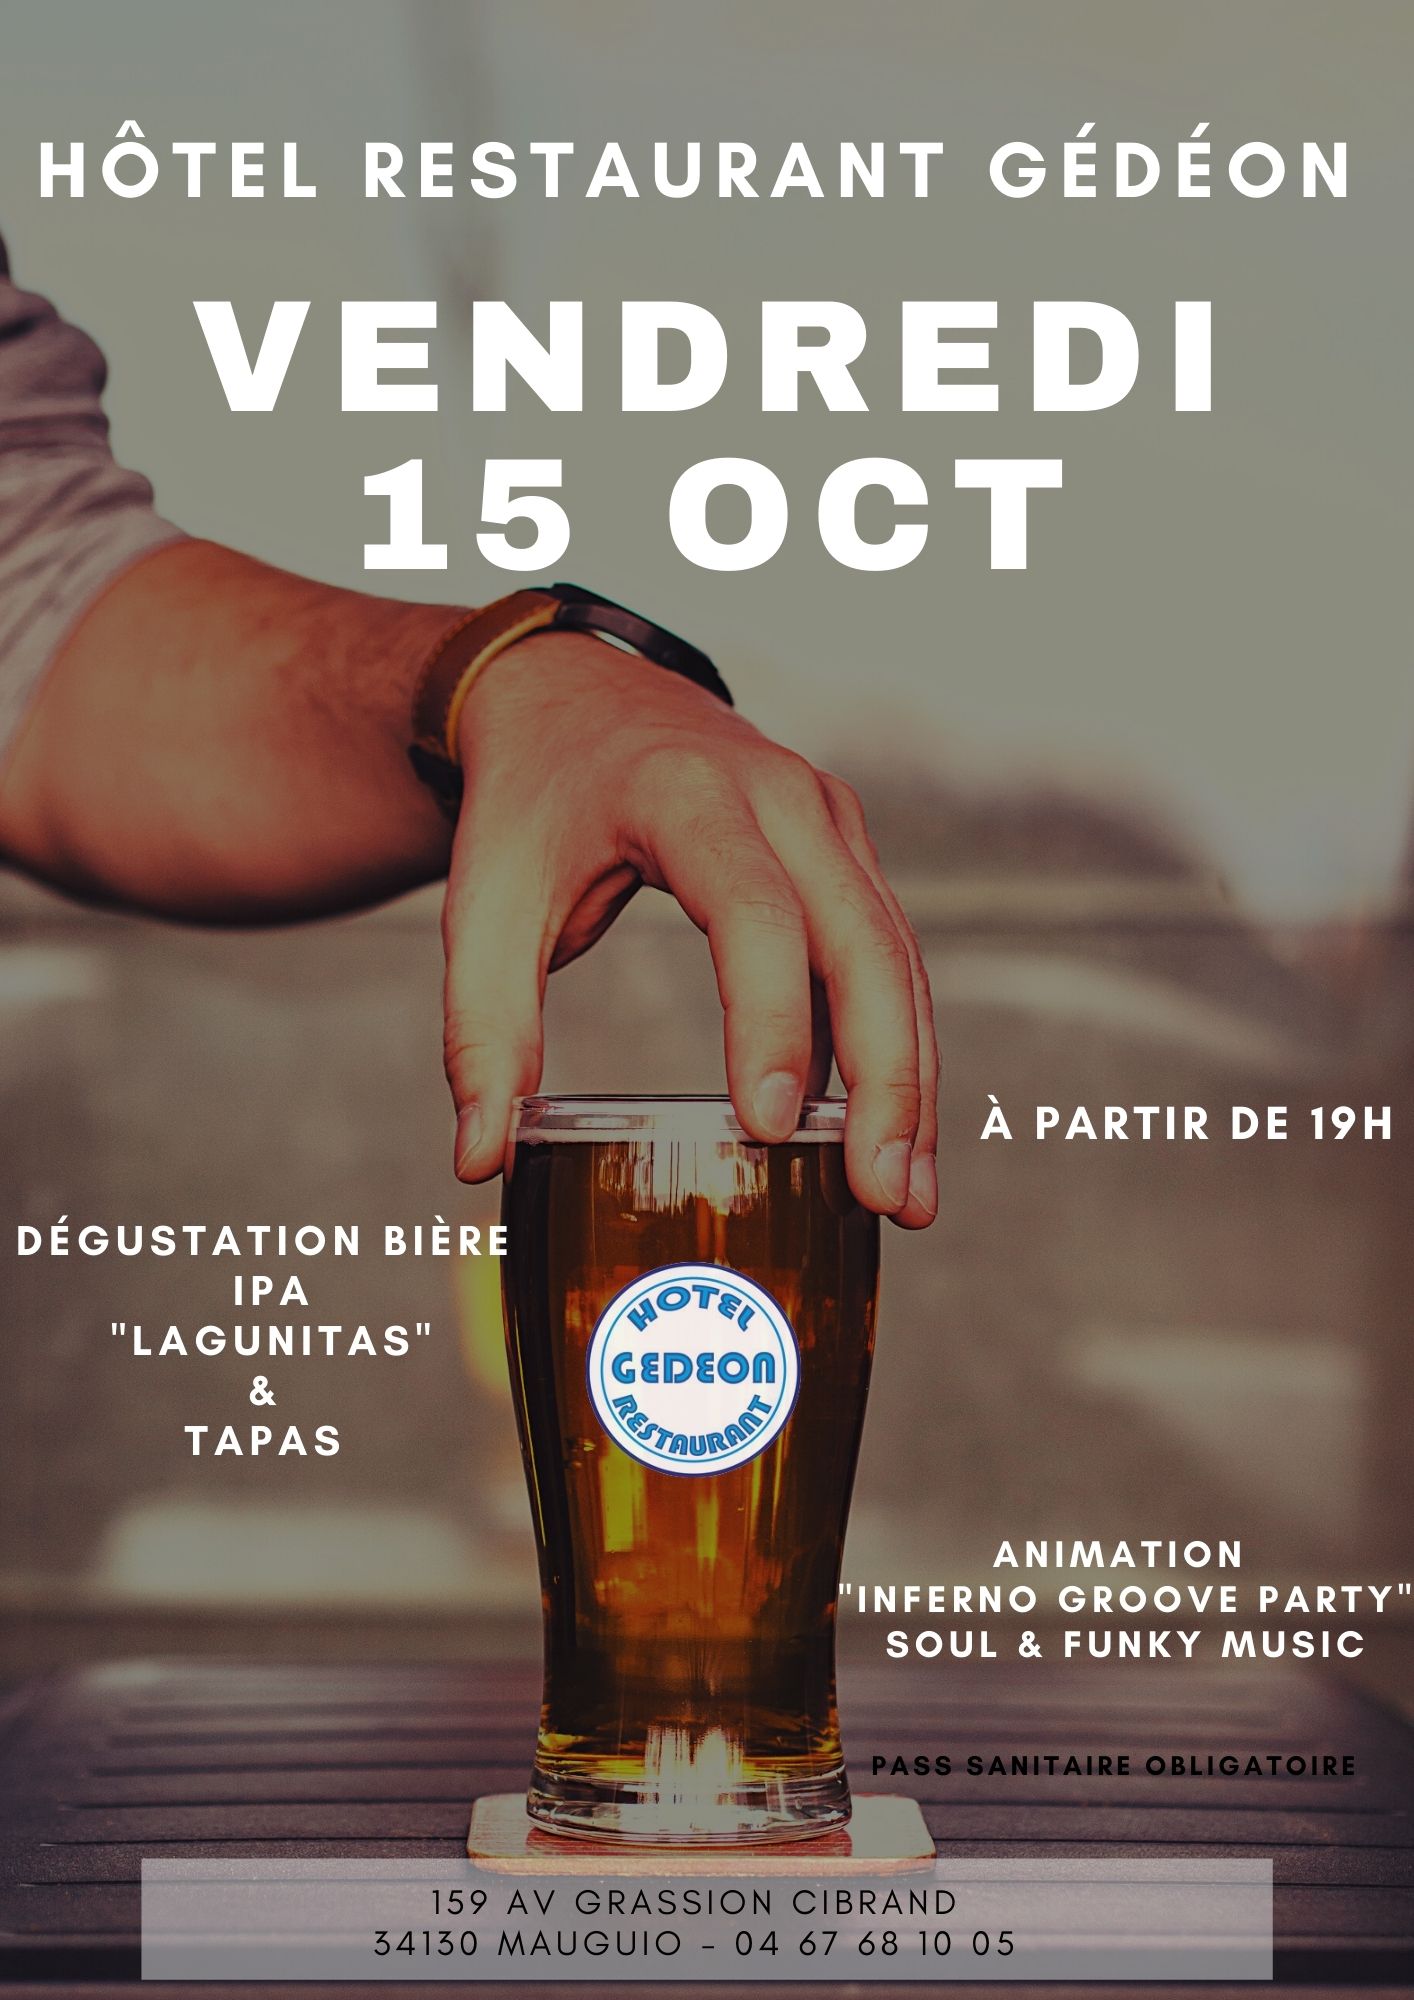 HÔTEL RESTAURANT GÉDÉON
VENDREDI
15 OCT
À PARTIR DE 19H
DÉGUSTATION BIÈRE
IPA
"LAGUNITAS"
&
TAPAS
HOTEL
GEDEON
RESTAURANT
ANIMATION
"INFERNO GROOVE PARTY"
SOUL & FUNKY MUSIC
PASS SANITAIRE OBLIGATOIRE
159 AV GRASSION CIBRAND
34130 MAUGUIO - 04 67 68 10 05